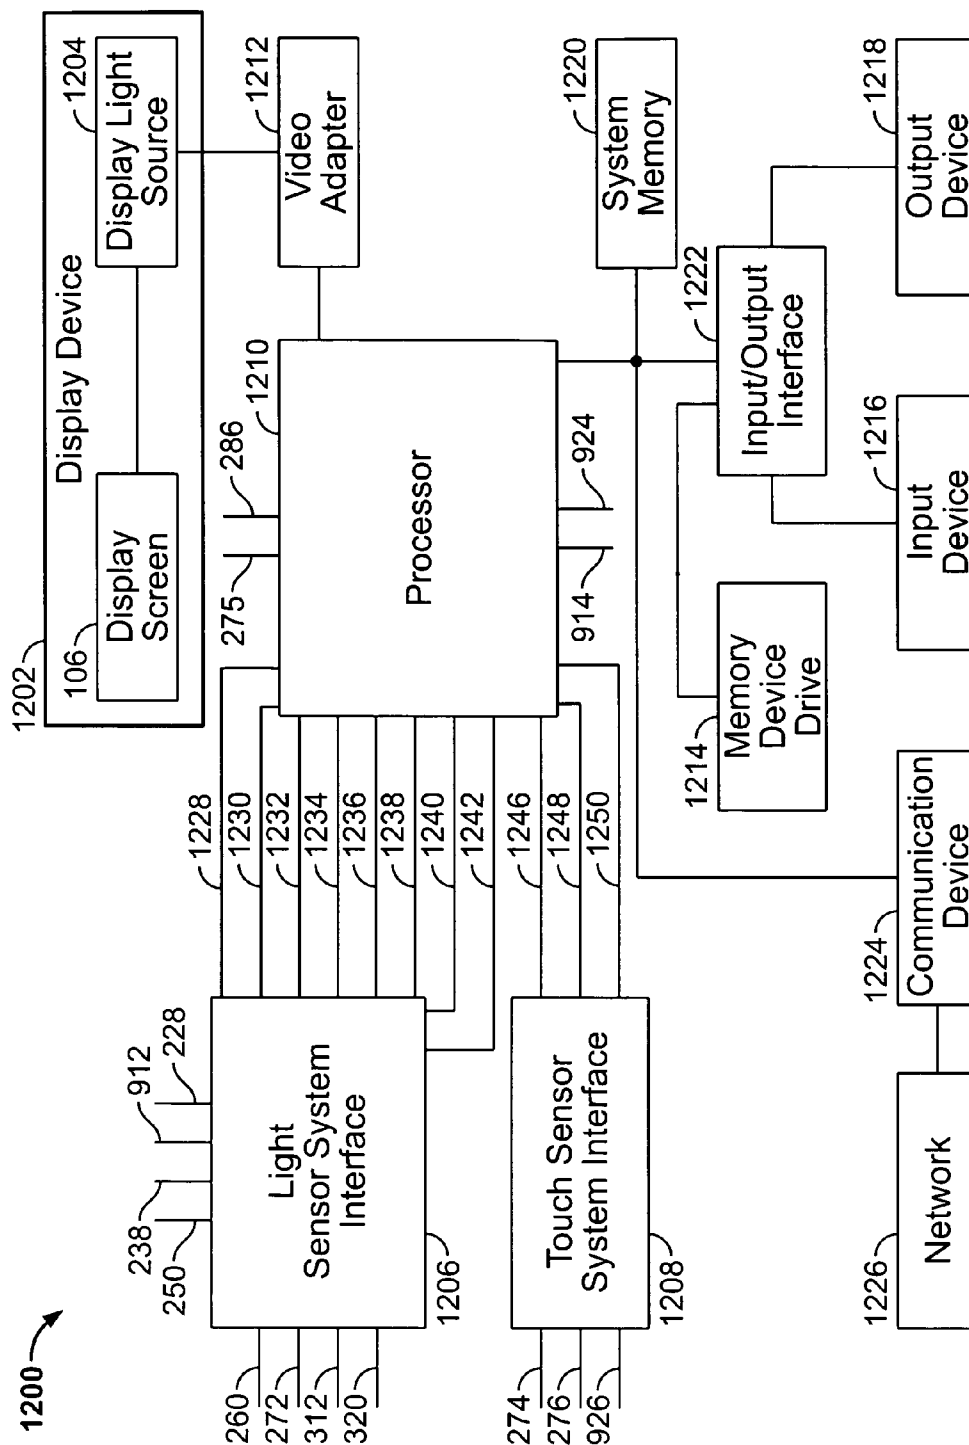 1200
1202
Display Device
106
Display
Screen
1204
Display Light
Source
1212
Video
Adapter
1210
Processor
275
286
914
924
1220
System
Memory
1222
Input/Output
Interface
1218
Output
Device
1216
Input
Device
1214
Memory
Device
Drive
1224
Communication
Device
1226
Network
1228
1230
1232
1234
1236
1238
1240
1242
1246
1248
1250
250
238
912
228
Light
Sensor System
Interface
1206
260
272
312
320
Touch Sensor
System Interface
1208
274
276
926